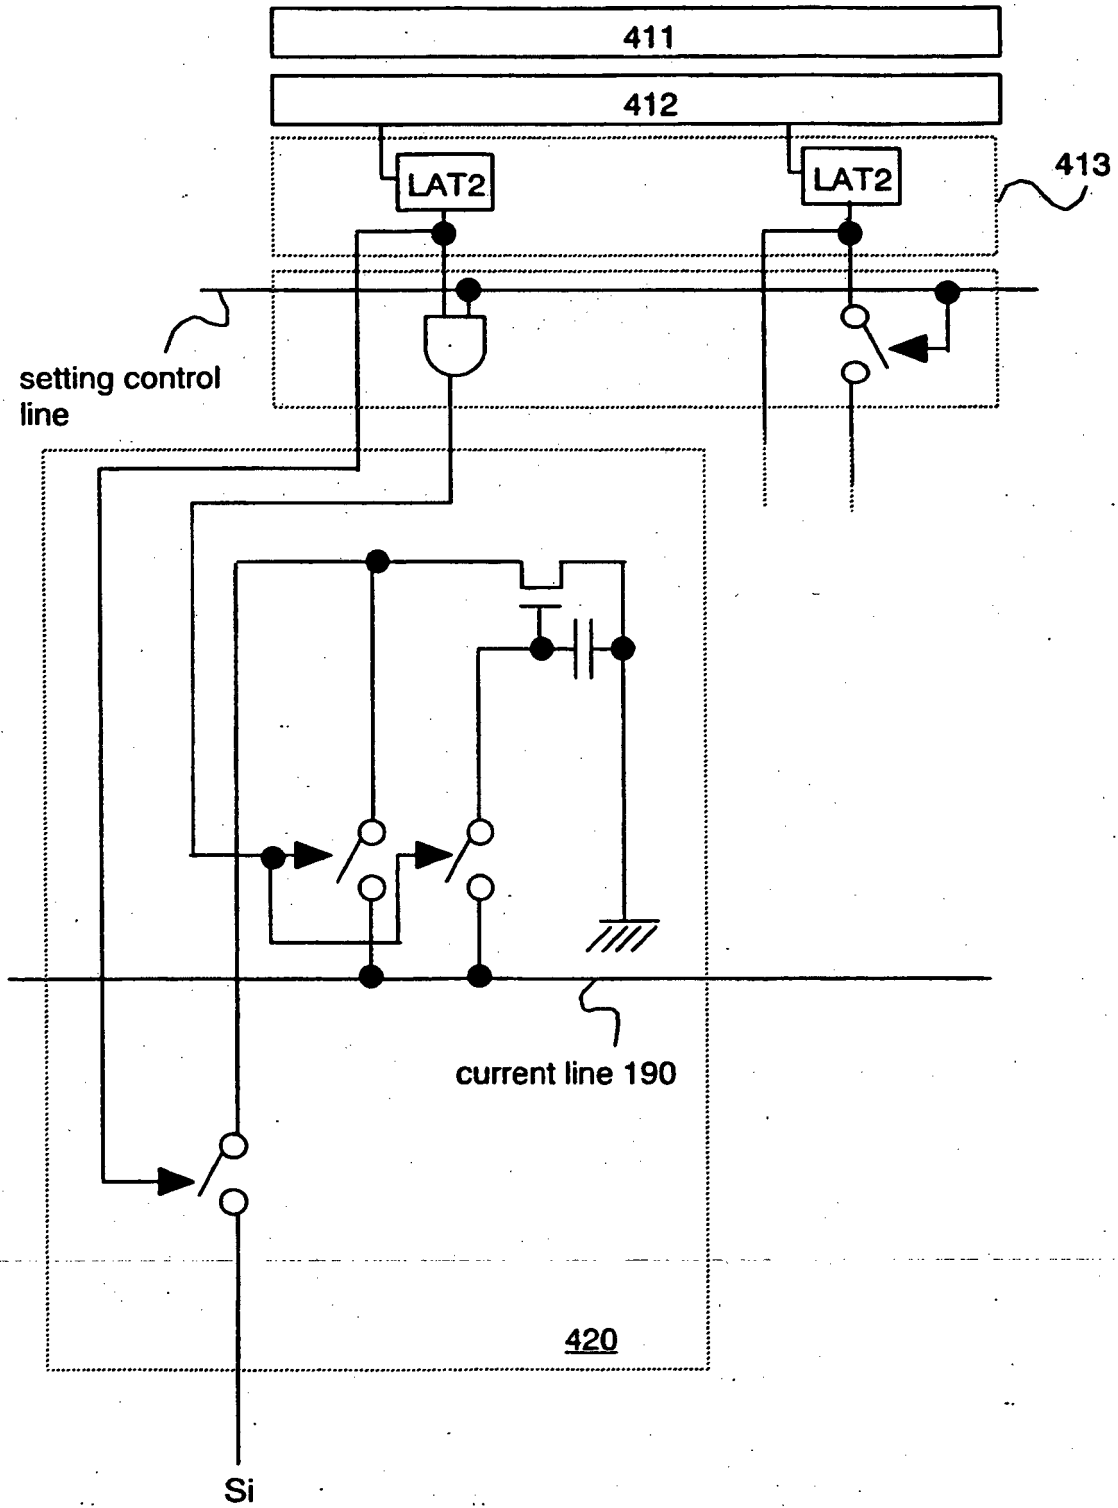 411
412
LAT2
LAT2
413
setting control
line
current line 190
420
Si